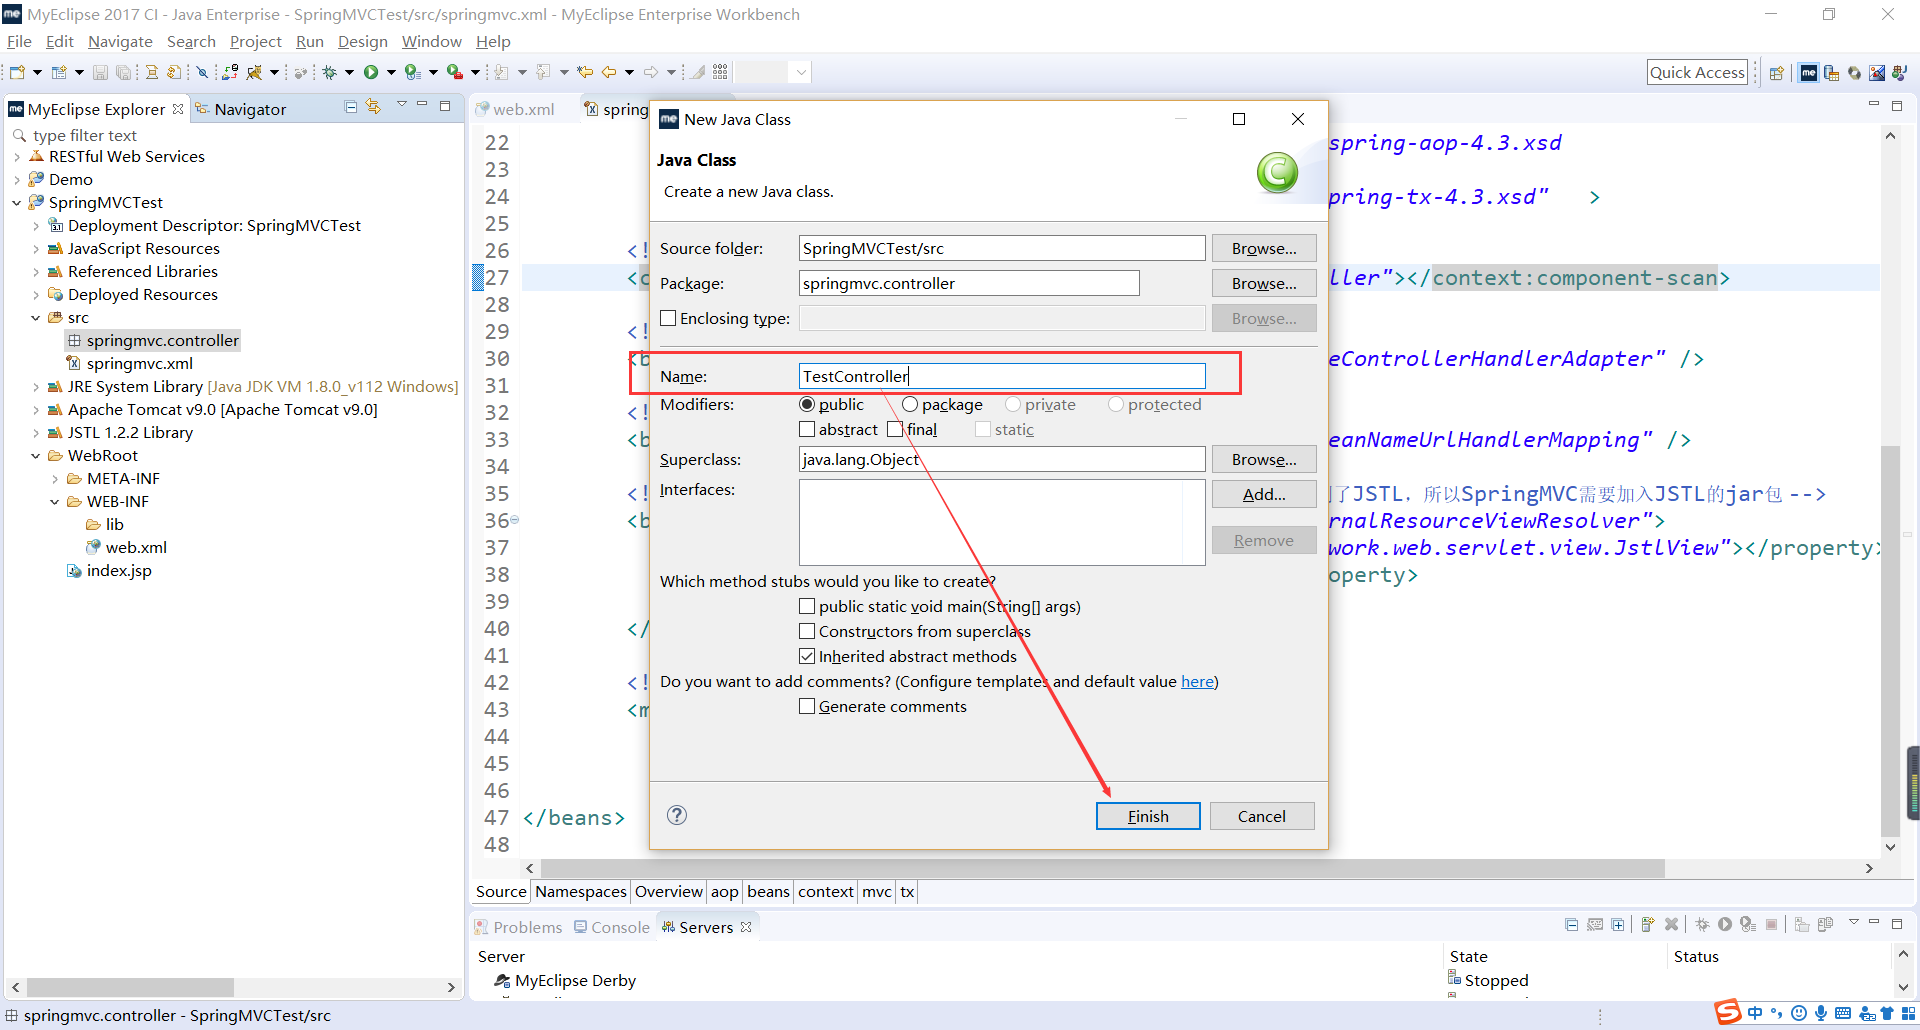 MyEclipse 2017 CI - Java Enterprise - SpringMVCTest/src/springmvc.xml - MyEclipse Enterprise Workbench
File Edit Navigate Search Project Run Design Window Help
Quick Access
MyEclipse Explorer
Navigator
type filter text
RESTful Web Services
Demo
SpringMVCTest
Deployment Descriptor: SpringMVCTest
JavaScript Resources
Referenced Libraries
Deployed Resources
src
springmvc.controller
springmvc.xml
JRE System Library [Java JDK VM 1.8.0_v112 Windows]
Apache Tomcat v9.0 [Apache Tomcat v9.0]
JSTL 1.2.2 Library
WebRoot
META-INF
WEB-INF
lib
web.xml
index.jsp
web.xml
spring
22 spring-aop-4.3.xsd
23
24 pring-tx-4.3.xsd" >
25
26 <!
27 <c ller"></context:component-scan>
28
29 <!
30 <b eControllerHandlerAdapter" />
31
32 <!
33 <b eanNameUrlHandlerMapping" />
34
35 <! 了JSTL，所以SpringMVC需要加入JSTL的jar包 -->
36 <b rnalResourceViewResolver">
37 work.web.servlet.view.JstlView"></property>
38 operty>
39
40 </
41
42 <!
43 <m
44
45
46
47 </beans>
48
New Java Class
Java Class
Create a new Java class.
Source folder: SpringMVCTest/src Browse...
Package: springmvc.controller Browse...
Enclosing type: Browse...
Name: TestController
Modifiers: public package private protected
abstract final static
Superclass: java.lang.Object Browse...
Interfaces: Add...
Remove
Which method stubs would you like to create?
public static void main(String[] args)
Constructors from superclass
Inherited abstract methods
Do you want to add comments? (Configure templates and default value here)
Generate comments
Finish Cancel
Source Namespaces Overview aop beans context mvc tx
Problems Console Servers
Server State Status
MyEclipse Derby Stopped
springmvc.controller - SpringMVCTest/src
中